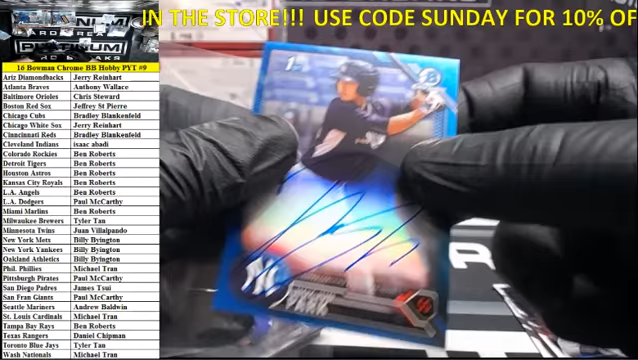 IN THE STORE!!! USE CODE SUNDAY FOR 10% OF
PLATINUM
16 Bowman Chrome BB Hobby PYT #9
Ariz Diamondbacks Jerry Reinhart
Atlanta Braves Anthony Wallace
Baltimore Orioles Chris Steward
Boston Red Sox Jeffrey St Pierre
Chicago Cubs Bradley Blankenfeld
Chicago White Sox Jerry Reinhart
Cinncinnati Reds Bradley Blankenfeld
Cleveland Indians isaac abadi
Colorado Rockies Ben Roberts
Detroit Tigers Ben Roberts
Houston Astros Ben Roberts
Kansas City Royals Ben Roberts
L.A. Angels Ben Roberts
L.A. Dodgers Paul McCarthy
Miami Marlins Ben Roberts
Milwaukee Brewers Tyler Tan
Minnesota Twins Juan Villalpando
New York Mets Billy Byington
New York Yankees Billy Byington
Oakland Athletics Billy Byington
Phil. Phillies Michael Tran
Pittsburgh Pirates Paul McCarthy
San Diego Padres James Tsui
San Fran Giants Paul McCarthy
Seattle Mariners Andrew Baldwin
St. Louis Cardinals Michael Tran
Tampa Bay Rays Ben Roberts
Texas Rangers Daniel Chipman
Toronto Blue Jays Tyler Tan
Wash Nationals Michael Tran
1st
NY
PARK